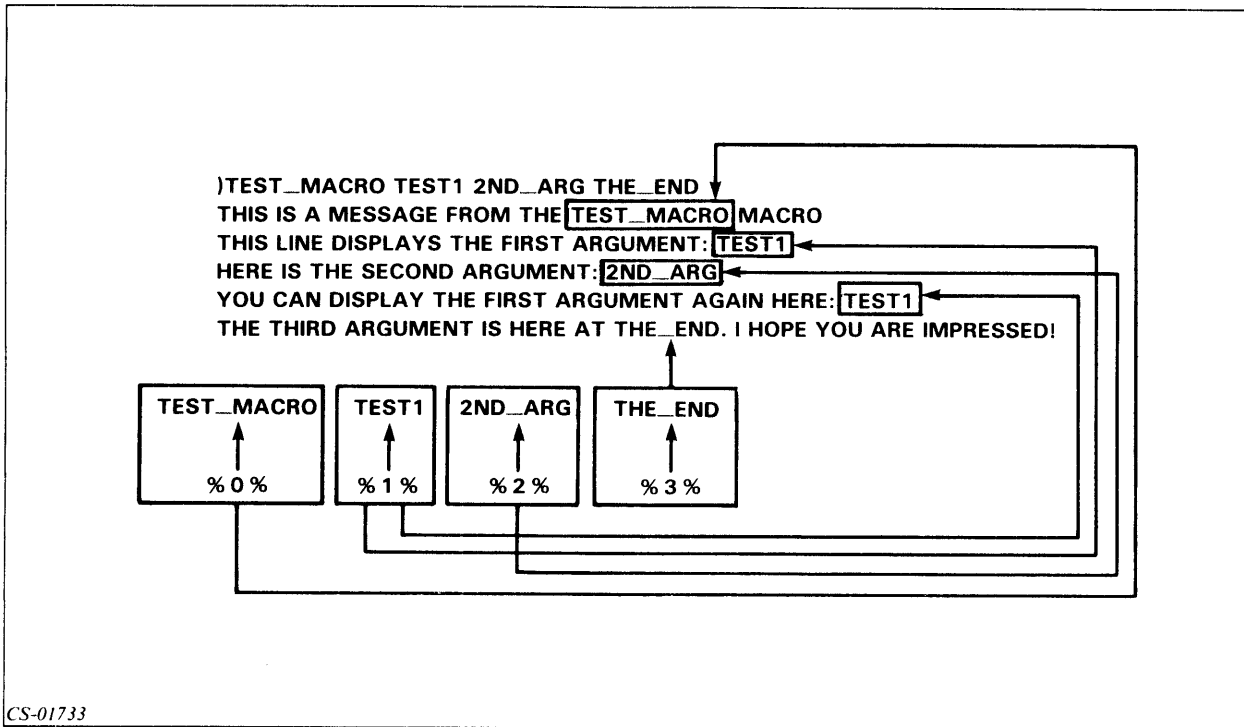 )TEST_MACRO TEST1 2ND_ARG THE_END
THIS IS A MESSAGE FROM THE TEST_MACRO MACRO
THIS LINE DISPLAYS THE FIRST ARGUMENT: TEST1
HERE IS THE SECOND ARGUMENT: 2ND_ARG
YOU CAN DISPLAY THE FIRST ARGUMENT AGAIN HERE: TEST1
THE THIRD ARGUMENT IS HERE AT THE_END. I HOPE YOU ARE IMPRESSED!
TEST_MACRO TEST1 2ND_ARG THE_END
%0% %1% %2% %3%
CS-01733